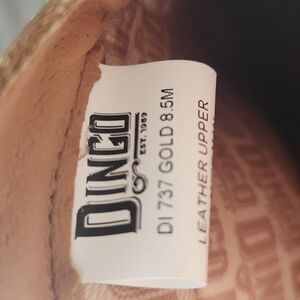 DINGO
EST. 1969
DI 737 GOLD 8.5M
LEATHER UPPER